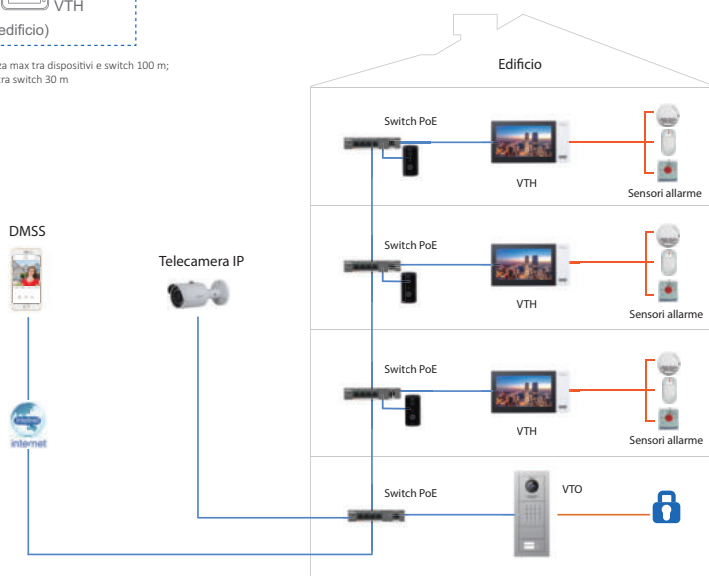 VTH
edificio)
za max tra dispositivi e switch 100 m;
tra switch 30 m
Edificio
Switch PoE
VTH
Sensori allarme
DMSS
Telecamera IP
Switch PoE
VTH
Sensori allarme
Switch PoE
VTH
Sensori allarme
internet
Switch PoE
VTO